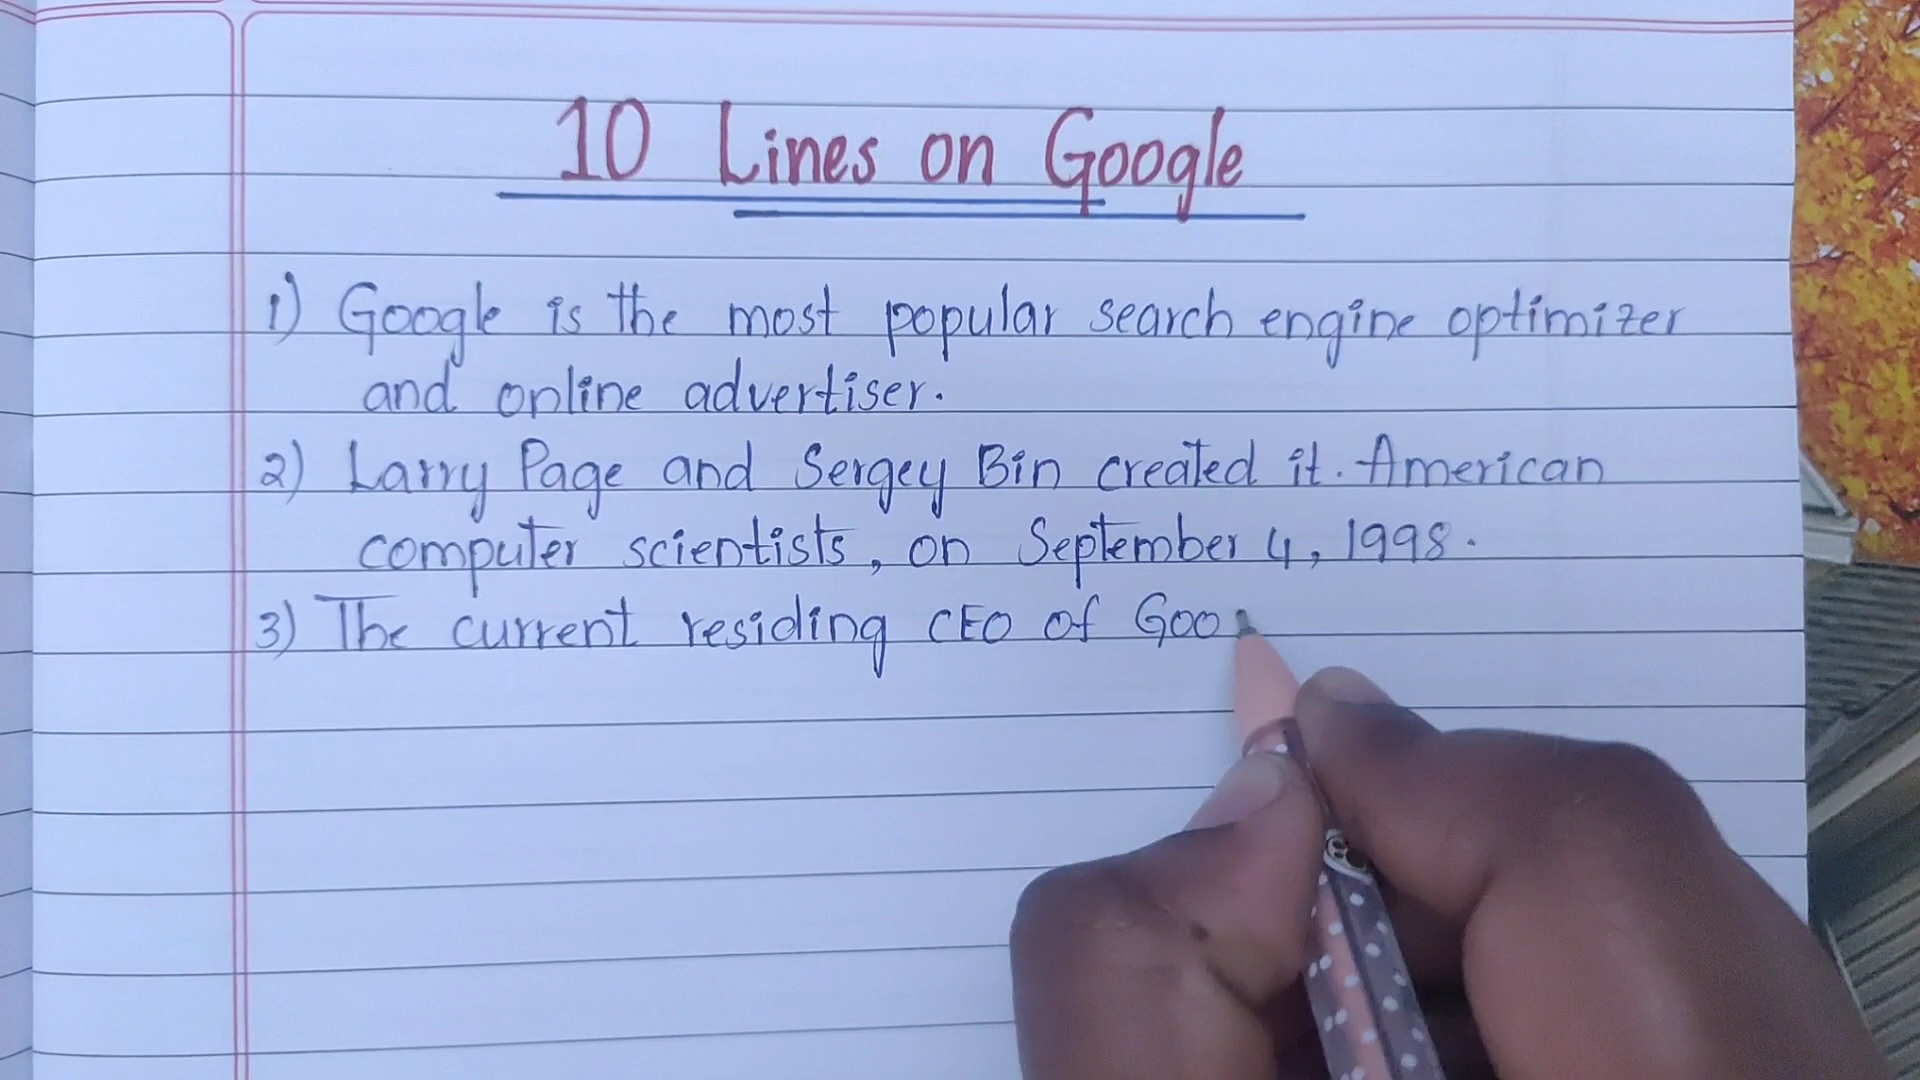 10 Lines on Google
1) Google is the most popular search engine optimizer
and online advertiser.
2) Larry Page and Sergey Bin created it. American
computer scientists, on September 4, 1998.
3) The current residing CEO of Goo